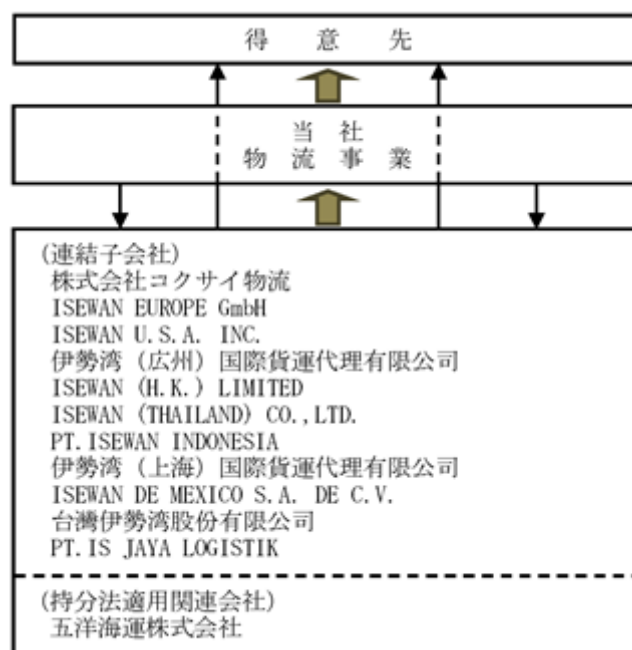 得 意 先
当 社
物 流 事 業
(連結子会社)
株式会社コクサイ物流
ISEWAN EUROPE GmbH
ISEWAN U.S.A. INC.
伊勢湾（広州）国際貨運代理有限公司
ISEWAN (H.K.) LIMITED
ISEWAN (THAILAND) CO.,LTD.
PT.ISEWAN INDONESIA
伊勢湾（上海）国際貨運代理有限公司
ISEWAN DE MEXICO S.A. DE C.V.
台灣伊勢湾股份有限公司
PT.IS JAYA LOGISTIK
(持分法適用関連会社)
五洋海運株式会社